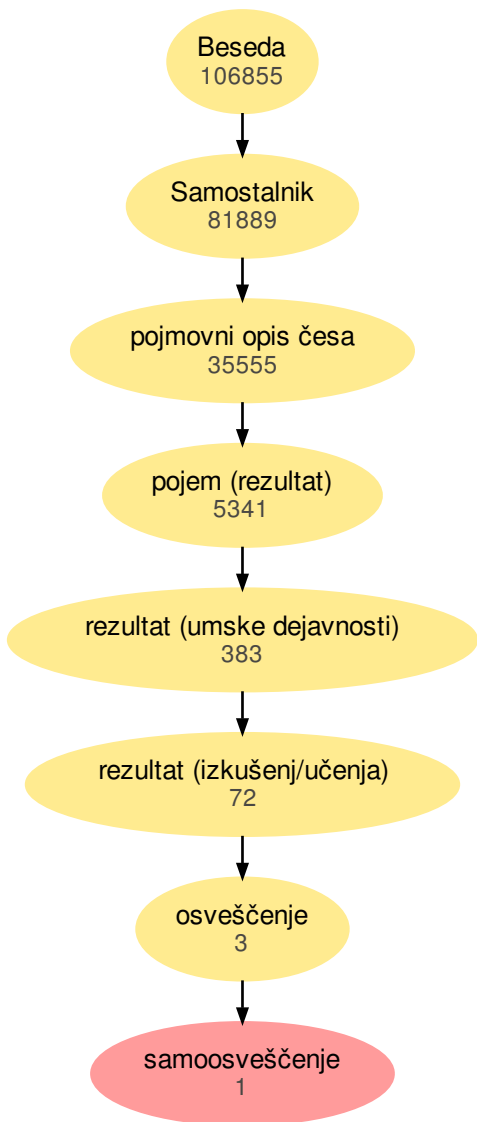 Beseda
106855
Samostalnik
81889
pojmovni opis česa
35555
pojem (rezultat)
5341
rezultat (umske dejavnosti)
383
rezultat (izkušenj/učenja)
72
osveščenje
3
samoosveščenje
1